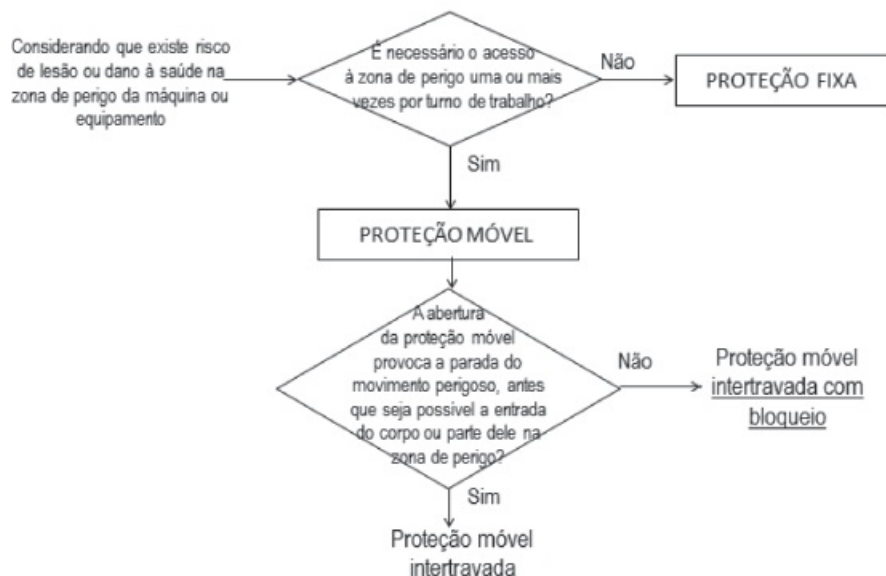 Considerando que existe risco
de lesão ou dano à saúde na
zona de perigo da máquina ou
equipamento
É necessário o acesso
à zona de perigo uma ou mais
vezes por turno de trabalho?
Não
PROTEÇÃO FIXA
Sim
PROTEÇÃO MÓVEL
A abertura
da proteção móvel
provoca a parada do
movimento perigoso, antes
que seja possível a entrada
do corpo ou parte dele na
zona de perigo?
Não
Proteção móvel
intertravada com
bloqueio
Sim
Proteção móvel
intertravada